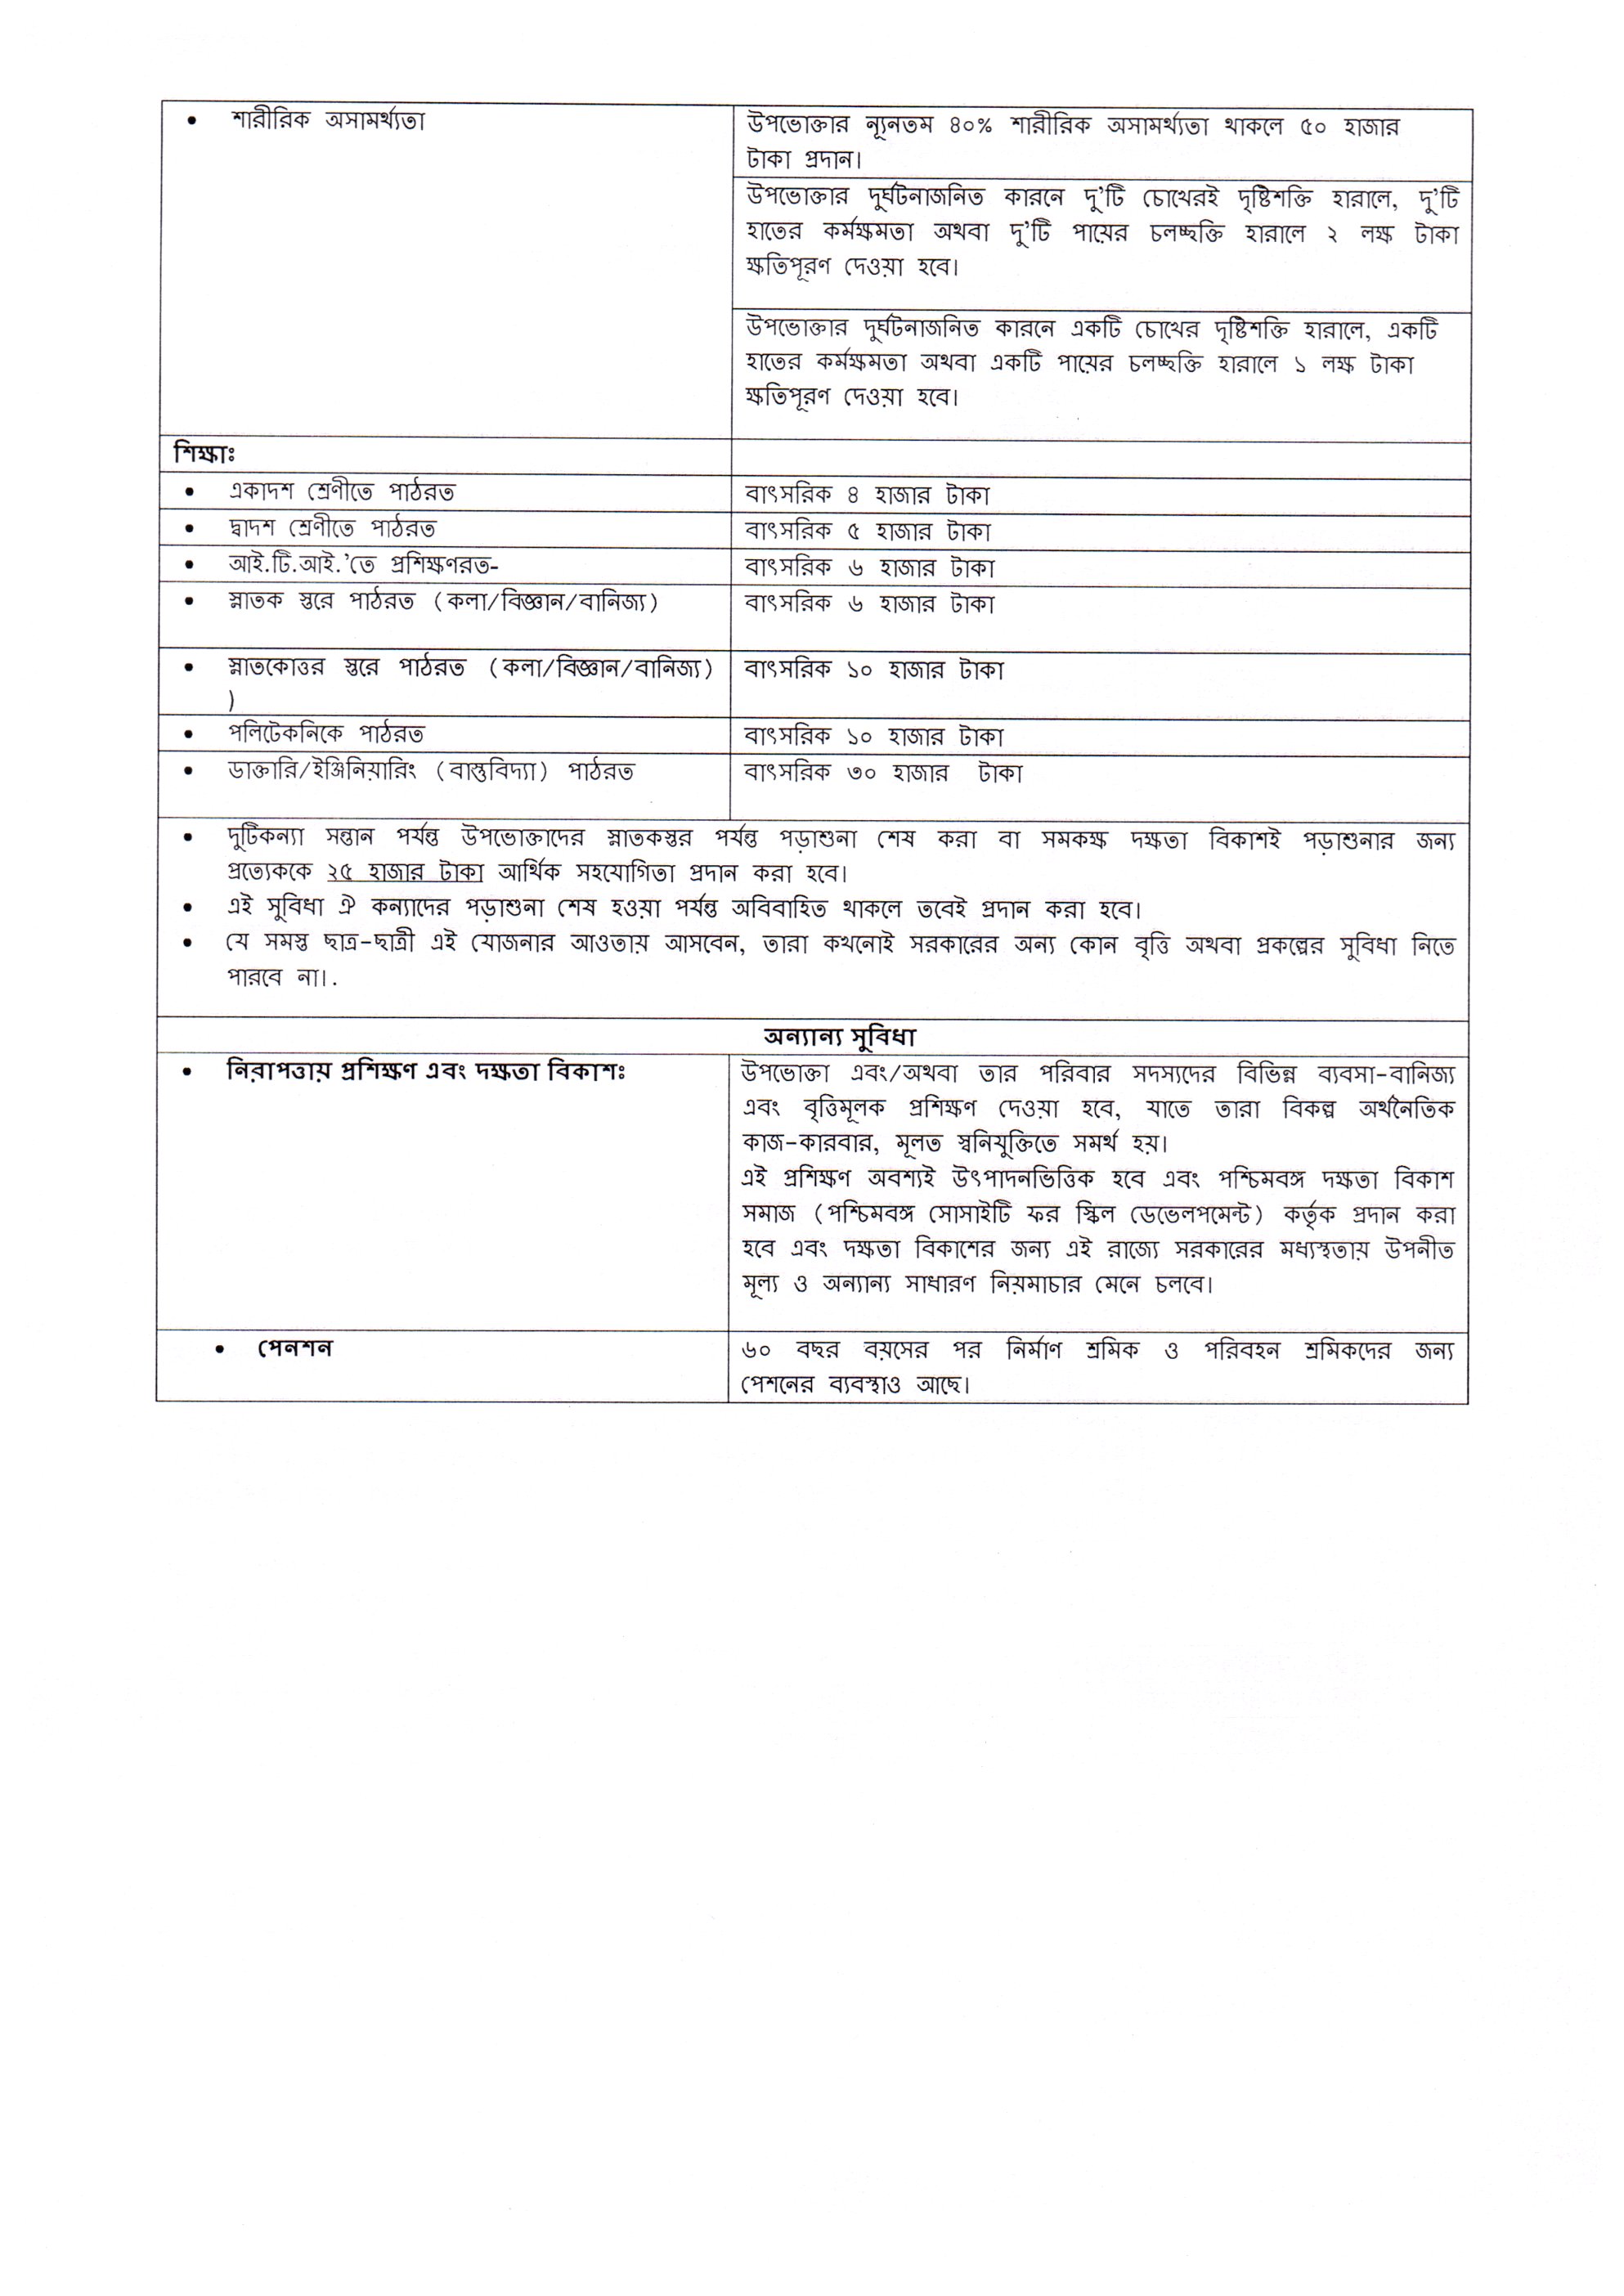 • শারীরিক অসামর্থ্যতা
উপভোক্তার ন্যূনতম ৪০% শারীরিক অসামর্থ্যতা থাকলে ৫০ হাজার
টাকা প্রদান।
উপভোক্তার দুর্ঘটনাজনিত কারনে দু'টি চোখেরই দৃষ্টিশক্তি হারালে, দু'টি
হাতের কর্মক্ষমতা অথবা দু'টি পায়ের চলচ্ছক্তি হারালে ২ লক্ষ টাকা
ক্ষতিপূরণ দেওয়া হবে।
উপভোক্তার দুর্ঘটনাজনিত কারনে একটি চোখের দৃষ্টিশক্তি হারালে, একটি
হাতের কর্মক্ষমতা অথবা একটি পায়ের চলচ্ছক্তি হারালে ১ লক্ষ টাকা
ক্ষতিপূরণ দেওয়া হবে।
শিক্ষাঃ
• একাদশ শ্রেণীতে পাঠরত বাৎসরিক ৪ হাজার টাকা
• দ্বাদশ শ্রেণীতে পাঠরত বাৎসরিক ৫ হাজার টাকা
• আই.টি.আই.'তে প্রশিক্ষণরত- বাৎসরিক ৬ হাজার টাকা
• স্নাতক স্তরে পাঠরত (কলা/বিজ্ঞান/বানিজ্য) বাৎসরিক ৬ হাজার টাকা
• স্নাতকোত্তর স্তরে পাঠরত (কলা/বিজ্ঞান/বানিজ্য) বাৎসরিক ১০ হাজার টাকা
)
• পলিটেকনিকে পাঠরত বাৎসরিক ১০ হাজার টাকা
• ডাক্তারি/ইঞ্জিনিয়ারিং (বাস্তুবিদ্যা) পাঠরত বাৎসরিক ৩০ হাজার টাকা
• দুটিকন্যা সন্তান পর্যন্ত উপভোক্তাদের স্নাতকস্তর পর্যন্ত পড়াশুনা শেষ করা বা সমকক্ষ দক্ষতা বিকাশই পড়াশুনার জন্য
প্রত্যেককে ২৫ হাজার টাকা আর্থিক সহযোগিতা প্রদান করা হবে।
• এই সুবিধা ঐ কন্যাদের পড়াশুনা শেষ হওয়া পর্যন্ত অবিবাহিত থাকলে তবেই প্রদান করা হবে।
• যে সমস্ত ছাত্র-ছাত্রী এই যোজনার আওতায় আসবেন, তারা কখনোই সরকারের অন্য কোন বৃত্তি অথবা প্রকল্পের সুবিধা নিতে
পারবে না।.
অন্যান্য সুবিধা
• নিরাপত্তায় প্রশিক্ষণ এবং দক্ষতা বিকাশঃ
উপভোক্তা এবং/অথবা তার পরিবার সদস্যদের বিভিন্ন ব্যবসা-বানিজ্য
এবং বৃত্তিমূলক প্রশিক্ষণ দেওয়া হবে, যাতে তারা বিকল্প অর্থনৈতিক
কাজ-কারবার, মূলত স্বনিযুক্তিতে সমর্থ হয়।
এই প্রশিক্ষণ অবশ্যই উৎপাদনভিত্তিক হবে এবং পশ্চিমবঙ্গ দক্ষতা বিকাশ
সমাজ (পশ্চিমবঙ্গ সোসাইটি ফর স্কিল ডেভেলপমেন্ট) কর্তৃক প্রদান করা
হবে এবং দক্ষতা বিকাশের জন্য এই রাজ্যে সরকারের মধ্যস্থতায় উপনীত
মূল্য ও অন্যান্য সাধারণ নিয়মাচার মেনে চলবে।
• পেনশন
৬০ বছর বয়সের পর নির্মাণ শ্রমিক ও পরিবহন শ্রমিকদের জন্য
পেশনের ব্যবস্থাও আছে।